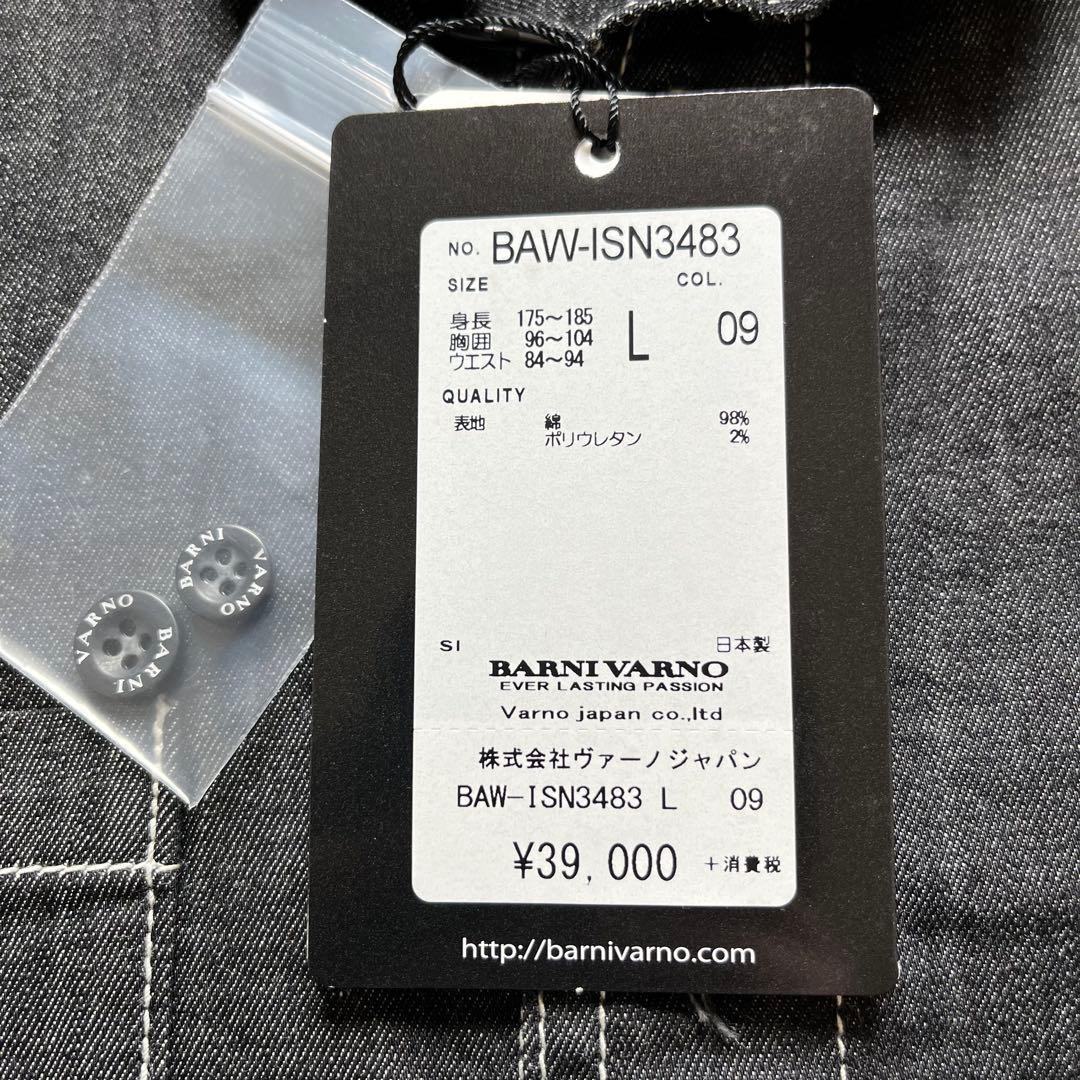 NO. BAW-ISN3483
SIZE COL.
身長 175～185
胸囲 96～104 L 09
ウエスト 84～94
QUALITY
表地 綿 98%
ポリウレタン 2%
SI 日本製
BARNI VARNO
EVER LASTING PASSION
Varno japan co.,ltd
株式会社ヴァーノジャパン
BAW-ISN3483 L 09
¥39,000 +消費税
http://barnivarno.com
BARNI VARNO
BARNI VARNO